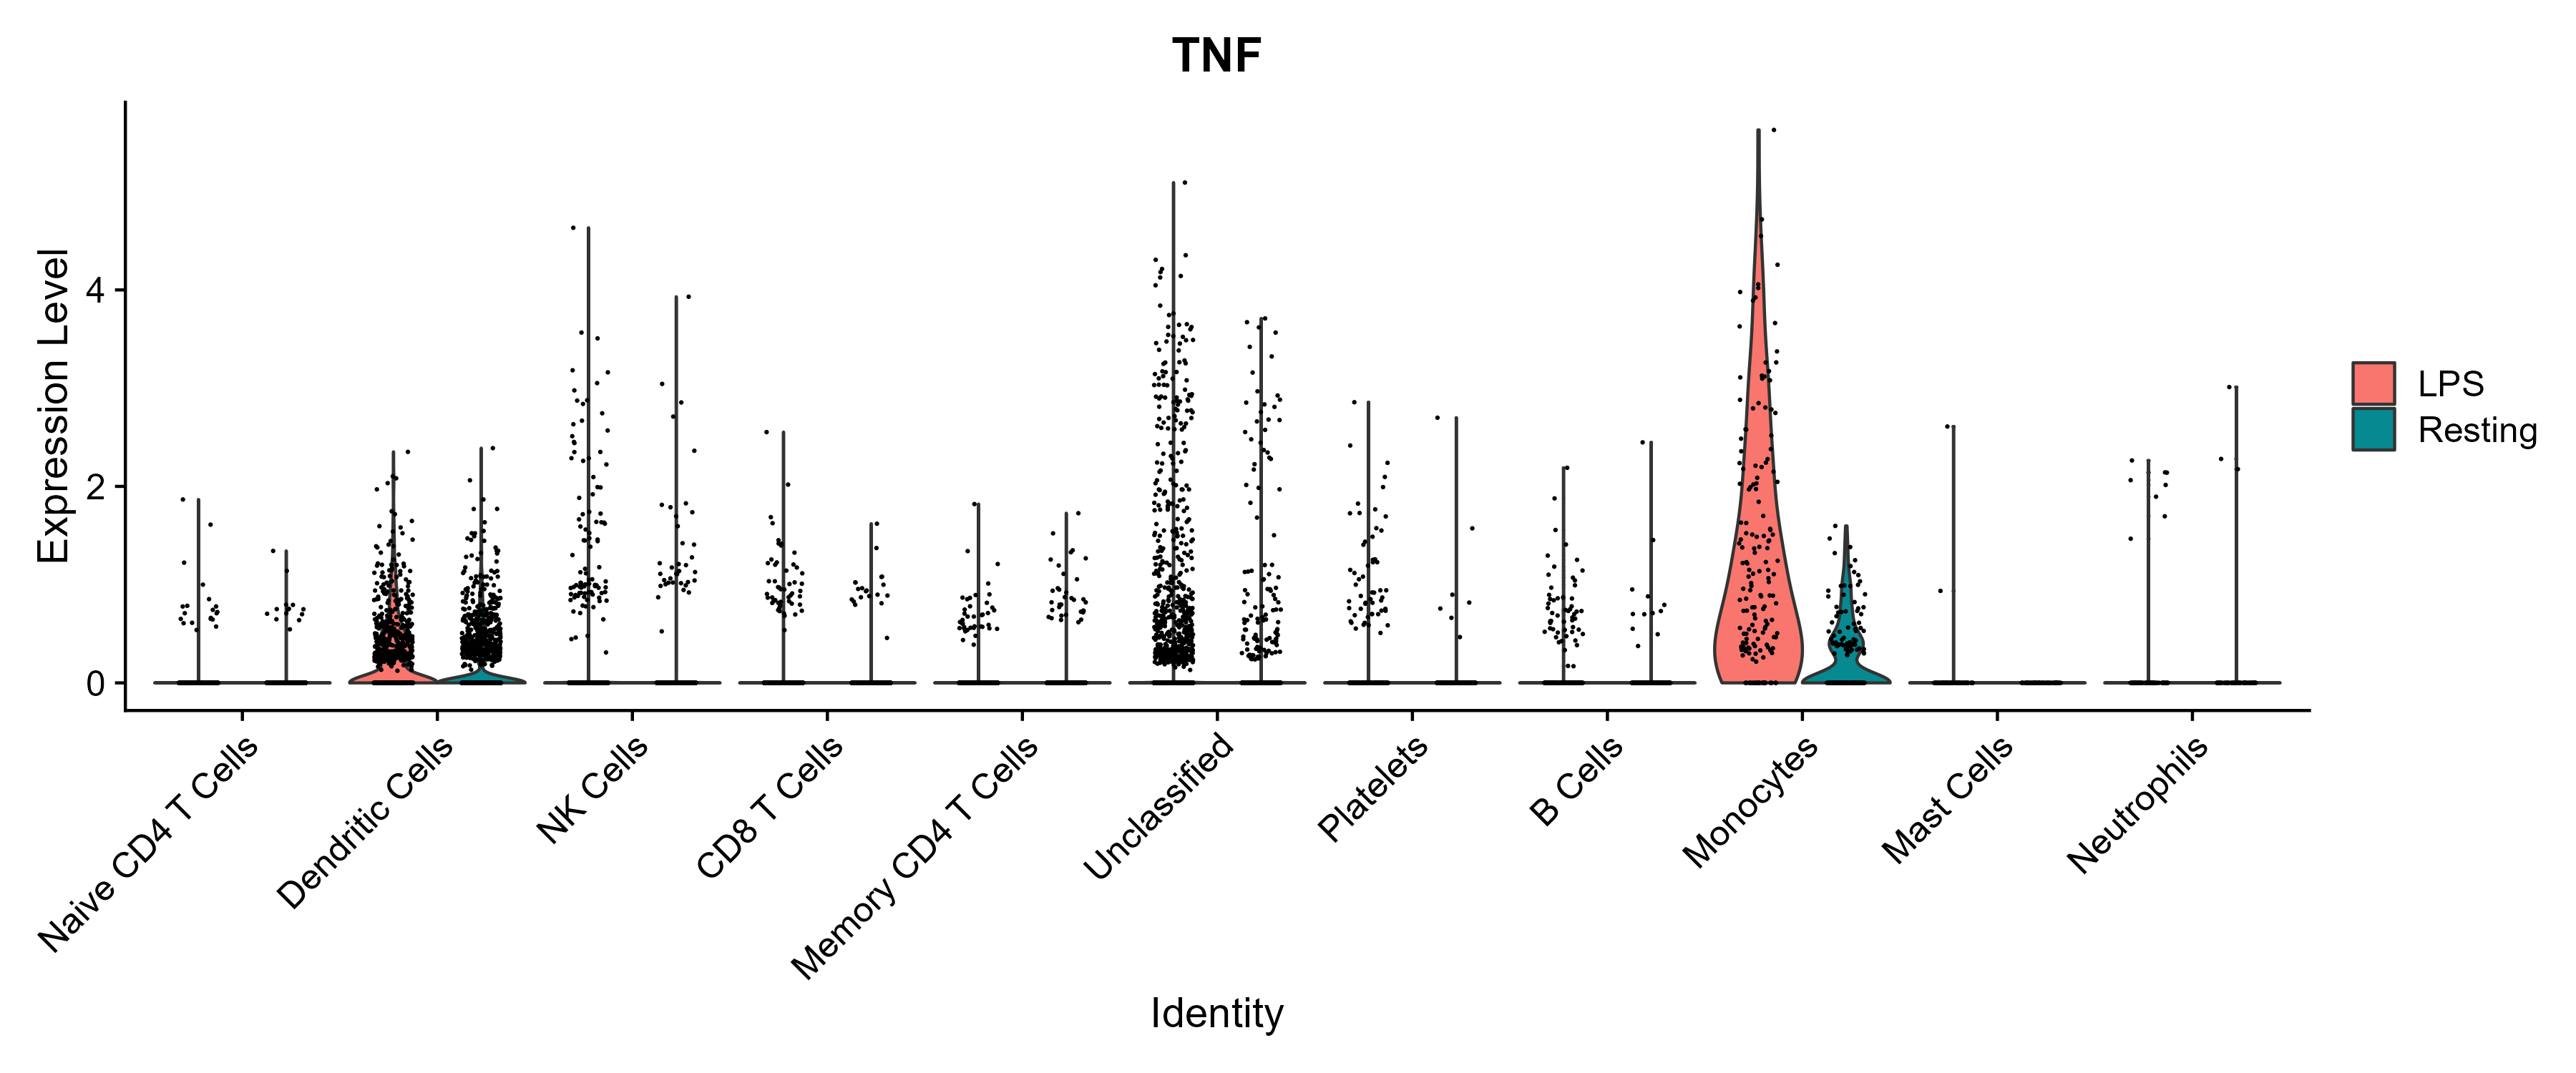 TNF
Expression Level
4
2
0
LPS
Resting
Naive CD4 T Cells
Dendritic Cells
NK Cells
CD8 T Cells
Memory CD4 T Cells
Unclassified
Platelets
B Cells
Monocytes
Mast Cells
Neutrophils
Identity